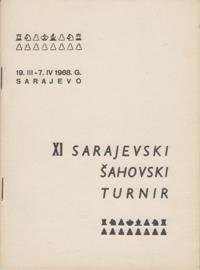 19. III - 7. IV 1968. G.
SARAJEVO
XI SARAJEVSKI
ŠAHOVSKI
TURNIR